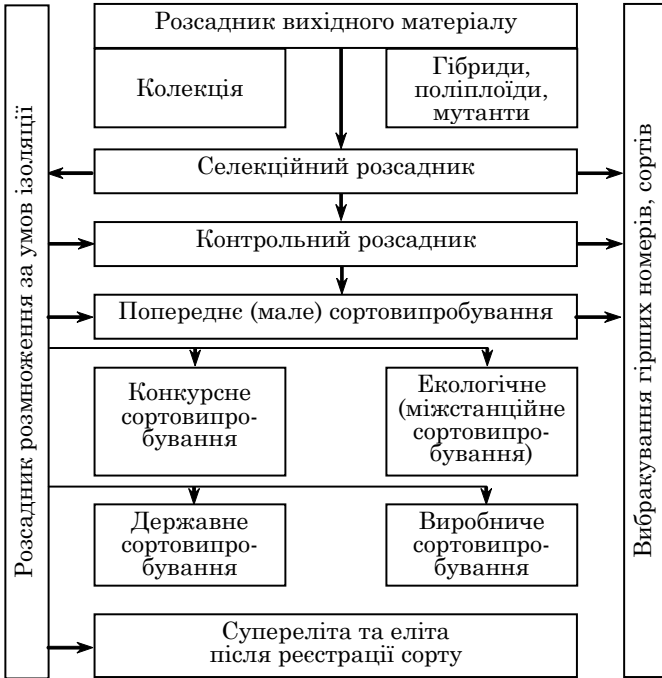 Розсадник вихідного матеріалу
Колекція
Гібриди,
поліплоїди,
мутанти
Селекційний розсадник
Контрольний розсадник
Попереднє (мале) сортовипробування
Конкурсне
сортовипро-
бування
Екологічне
(міжстанційне
сортовипро-
бування)
Державне
сортовипро-
бування
Виробниче
сортовипро-
бування
Супереліта та еліта
після реєстрації сорту
Розсадник розмноження за умов ізоляції
Вибракування гірших номерів, сортів